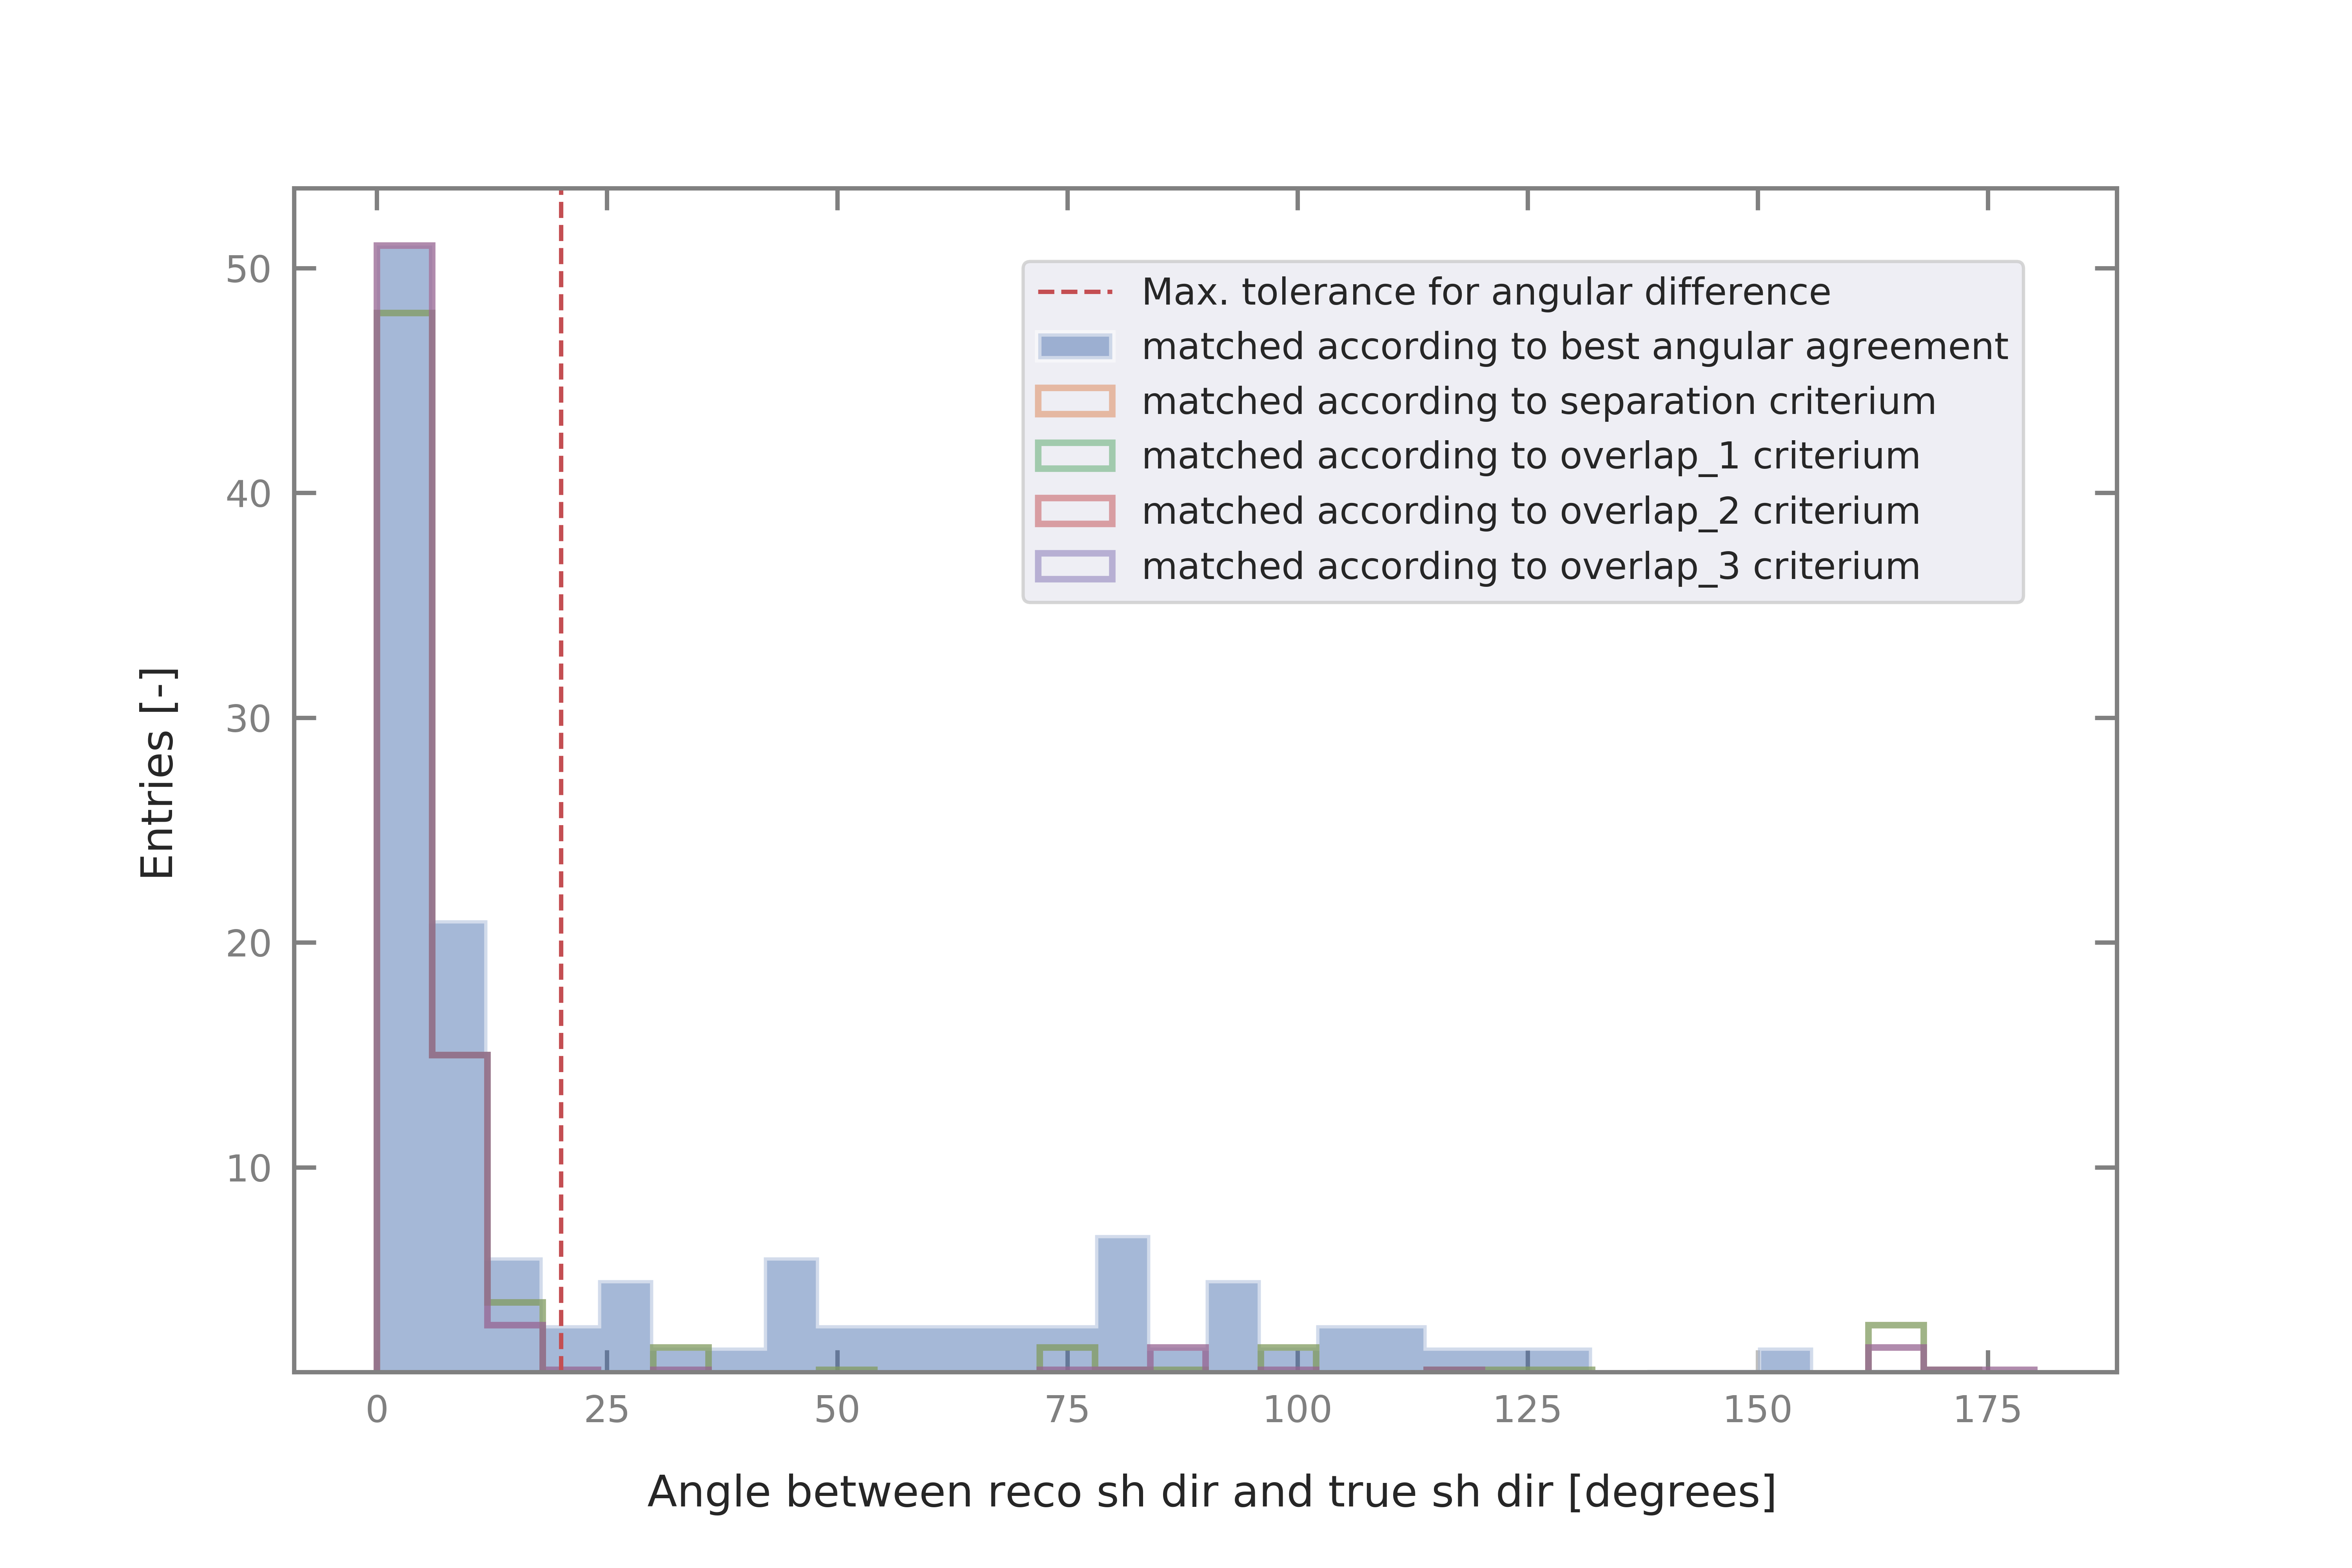 50
40
30
20
10
Entries [-]
Max. tolerance for angular difference
matched according to best angular agreement
matched according to separation criterium
matched according to overlap_1 criterium
matched according to overlap_2 criterium
matched according to overlap_3 criterium
0 25 50 75 100 125 150 175
Angle between reco sh dir and true sh dir [degrees]